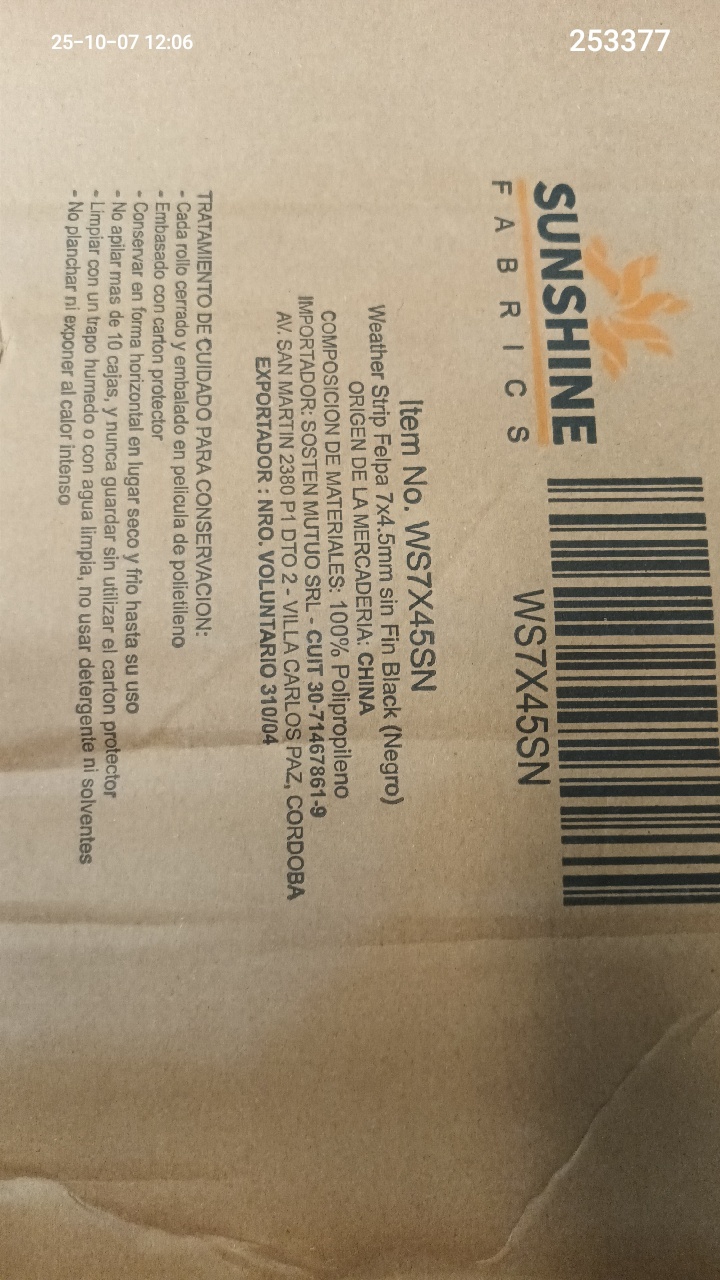 25-10-07 12:06
253377
SUNSHINE
FABRICS
WS7X45SN
Item No. WS7X45SN
Weather Strip Felpa 7x4.5mm sin Fin Black (Negro)
ORIGEN DE LA MERCADERIA: CHINA
COMPOSICION DE MATERIALES: 100% Polipropileno
IMPORTADOR: SOSTEN MUTUO SRL - CUIT 30-71467861-9
AV. SAN MARTIN 2380 P1 DTO 2 - VILLA CARLOS PAZ, CORDOBA
EXPORTADOR : NRO. VOLUNTARIO 310/04
TRATAMIENTO DE CUIDADO PARA CONSERVACION:
- Cada rollo cerrado y embalado en pelicula de polietileno
- Embasado con carton protector
- Conservar en forma horizontal en lugar seco y frio hasta su uso
- No apilar mas de 10 cajas, y nunca guardar sin utilizar el carton protector
- Limpiar con un trapo humedo o con agua limpia, no usar detergente ni solventes
- No planchar ni exponer al calor intenso